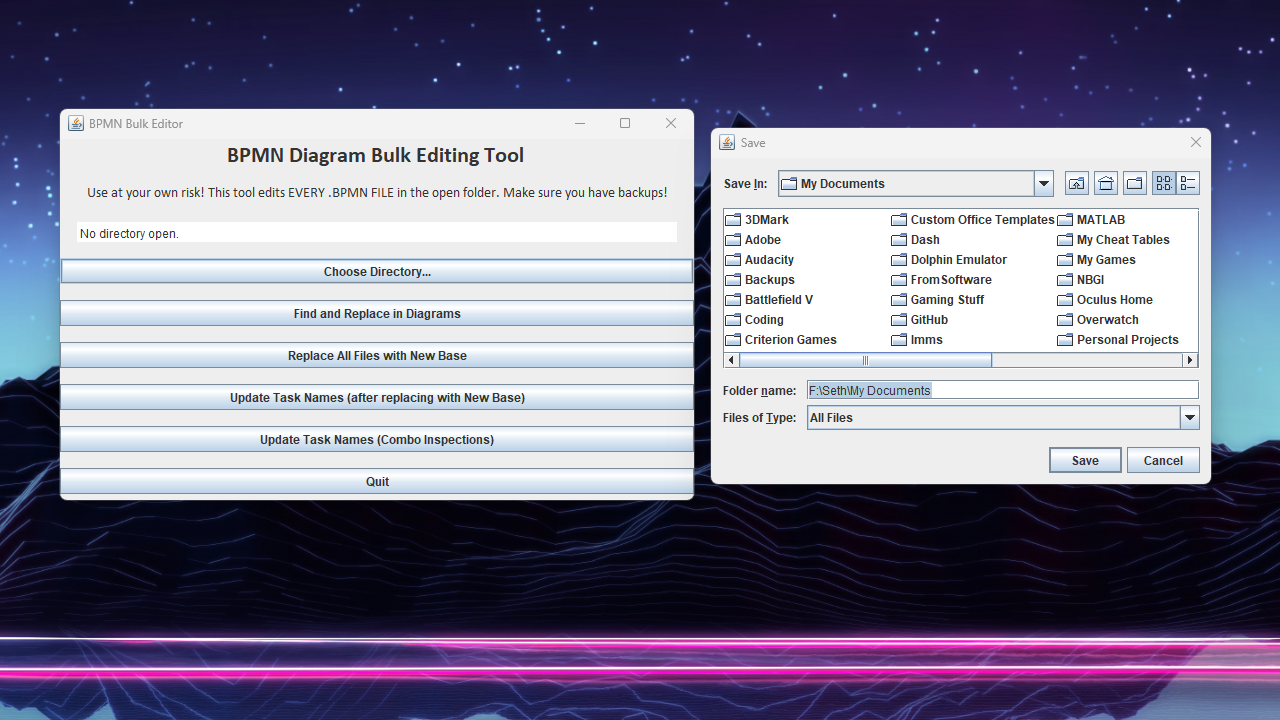 BPMN Bulk Editor
BPMN Diagram Bulk Editing Tool
Use at your own risk! This tool edits EVERY .BPMN FILE in the open folder. Make sure you have backups!
No directory open.
Choose Directory...
Find and Replace in Diagrams
Replace All Files with New Base
Update Task Names (after replacing with New Base)
Update Task Names (Combo Inspections)
Quit
Save
Save In: My Documents
3DMark Custom Office Templates MATLAB
Adobe Dash My Cheat Tables
Audacity Dolphin Emulator My Games
Backups FromSoftware NBGI
Battlefield V Gaming Stuff Oculus Home
Coding GitHub Overwatch
Criterion Games Imms Personal Projects
Folder name: F:\Seth\My Documents
Files of Type: All Files
Save Cancel